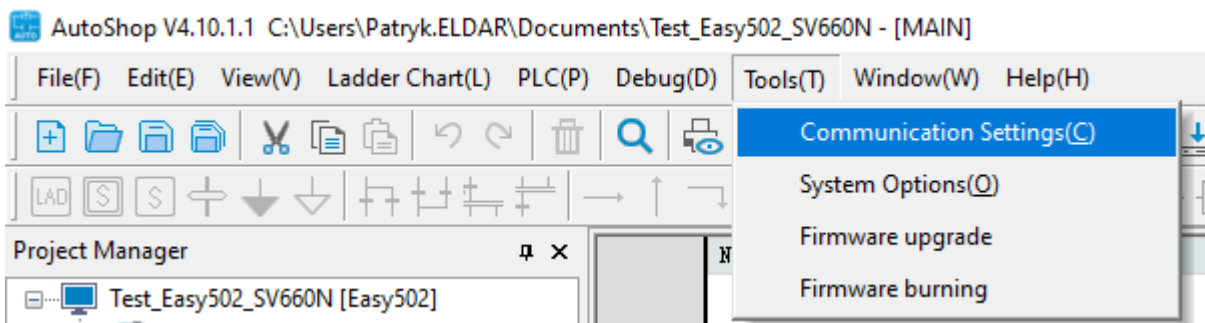 AutoShop V4.10.1.1 C:\Users\Patryk.ELDAR\Documents\Test_Easy502_SV660N - [MAIN]
File(F) Edit(E) View(V) Ladder Chart(L) PLC(P) Debug(D) Tools(T) Window(W) Help(H)
Communication Settings(C)
System Options(O)
Firmware upgrade
Firmware burning
LAD S S
Project Manager
Test_Easy502_SV660N [Easy502]